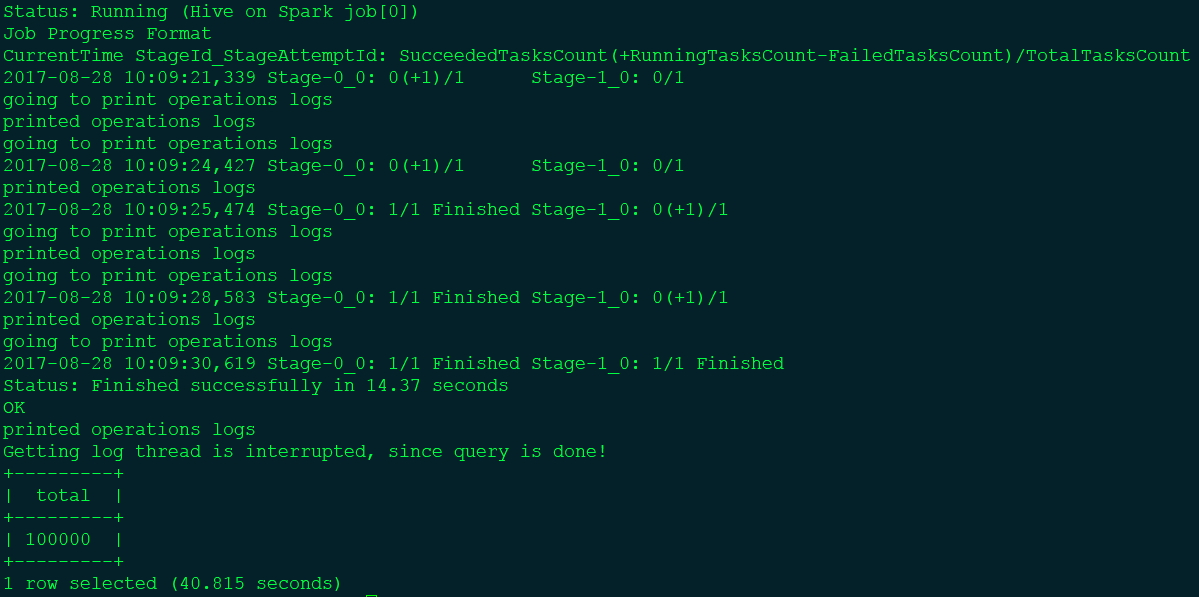 Status: Running (Hive on Spark job[0])
Job Progress Format
CurrentTime StageId_StageAttemptId: SucceededTasksCount(+RunningTasksCount-FailedTasksCount)/TotalTasksCount
2017-08-28 10:09:21,339 Stage-0_0: 0(+1)/1      Stage-1_0: 0/1
going to print operations logs
printed operations logs
going to print operations logs
2017-08-28 10:09:24,427 Stage-0_0: 0(+1)/1      Stage-1_0: 0/1
printed operations logs
2017-08-28 10:09:25,474 Stage-0_0: 1/1 Finished Stage-1_0: 0(+1)/1
going to print operations logs
printed operations logs
going to print operations logs
2017-08-28 10:09:28,583 Stage-0_0: 1/1 Finished Stage-1_0: 0(+1)/1
printed operations logs
going to print operations logs
2017-08-28 10:09:30,619 Stage-0_0: 1/1 Finished Stage-1_0: 1/1 Finished
Status: Finished successfully in 14.37 seconds
OK
printed operations logs
Getting log thread is interrupted, since query is done!
+---------+
|  total  |
+---------+
| 100000  |
+---------+
1 row selected (40.815 seconds)